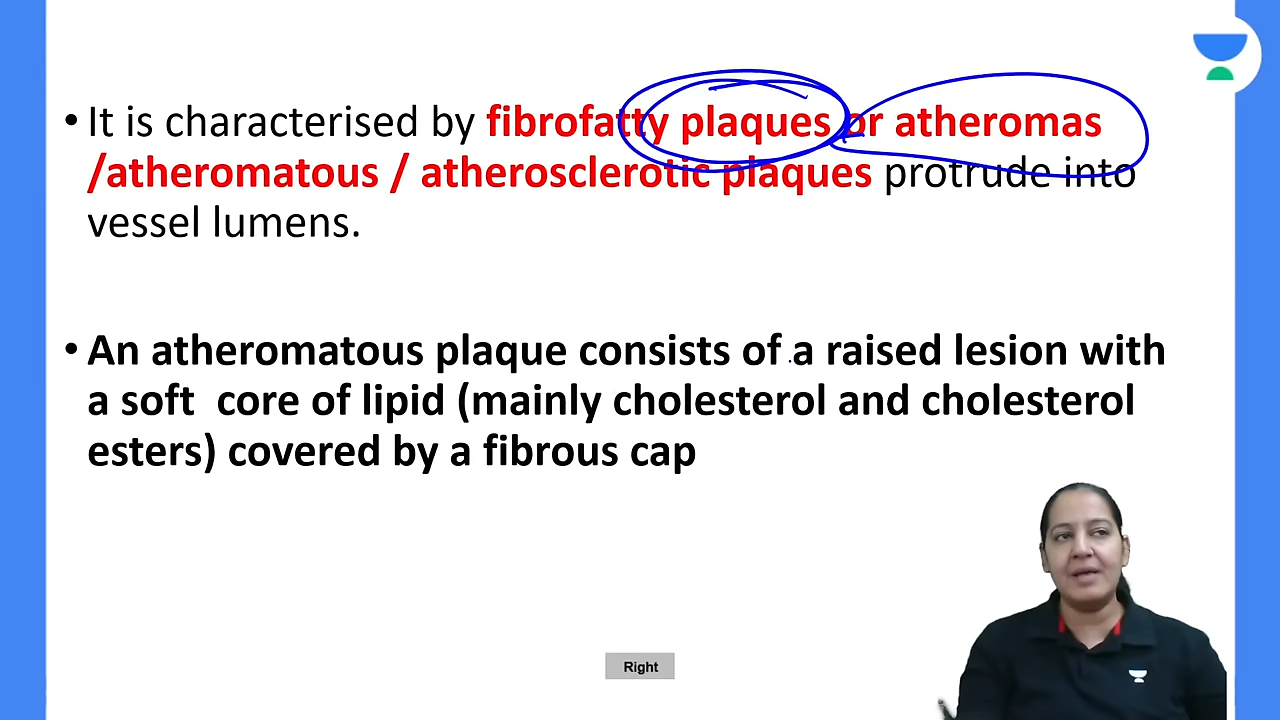 • It is characterised by fibrofatty plaques or atheromas
/atheromatous / atherosclerotic plaques protrude into
vessel lumens.
• An atheromatous plaque consists of a raised lesion with
a soft core of lipid (mainly cholesterol and cholesterol
esters) covered by a fibrous cap
Right